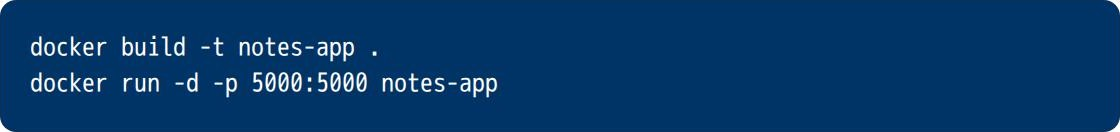 docker build -t notes-app .
docker run -d -p 5000:5000 notes-app